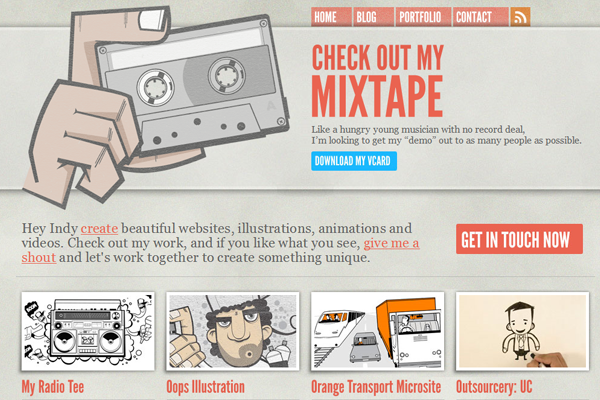 HOME BLOG PORTFOLIO CONTACT
CHECK OUT MY
MIXTAPE
Like a hungry young musician with no record deal,
I'm looking to get my “demo” out to as many people as possible.
DOWNLOAD MY VCARD
Hey Indy create beautiful websites, illustrations, animations and
videos. Check out my work, and if you like what you see, give me a
shout and let's work together to create something unique.
GET IN TOUCH NOW
My Radio Tee
Oops Illustration
Orange Transport Microsite
Outsourcery: UC